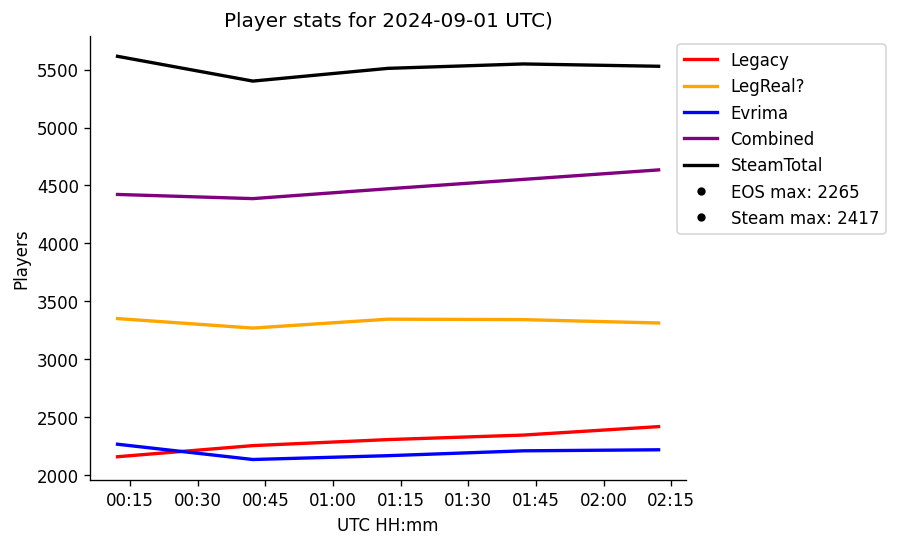 Player stats for 2024-09-01 UTC)
Legacy
LegReal?
Evrima
Combined
SteamTotal
EOS max: 2265
Steam max: 2417
Players
5500
5000
4500
4000
3500
3000
2500
2000
00:15 00:30 00:45 01:00 01:15 01:30 01:45 02:00 02:15
UTC HH:mm